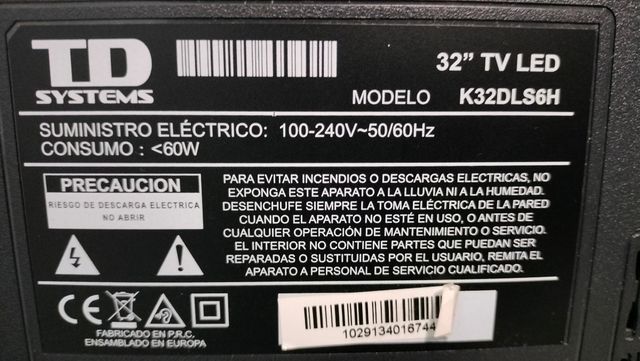 TD
SYSTEMS
32” TV LED
MODELO K32DLS6H
SUMINISTRO ELÉCTRICO: 100-240V~50/60Hz
CONSUMO : <60W
PRECAUCION
RIESGO DE DESCARGA ELECTRICA
NO ABRIR
PARA EVITAR INCENDIOS O DESCARGAS ELECTRICAS, NO
EXPONGA ESTE APARATO A LA LLUVIA NI A LA HUMEDAD.
DESENCHUFE SIEMPRE LA TOMA ELÉCTRICA DE LA PARED
CUANDO EL APARATO NO ESTÉ EN USO, O ANTES DE
CUALQUIER OPERACIÓN DE MANTENIMIENTO O SERVICIO.
EL INTERIOR NO CONTIENE PARTES QUE PUEDAN SER
REPARADAS O SUSTITUIDAS POR EL USUARIO, REMITA EL
APARATO A PERSONAL DE SERVICIO CUALIFICADO.
CE
FABRICADO EN P.R.C.
ENSAMBLADO EN EUROPA
1029134016744